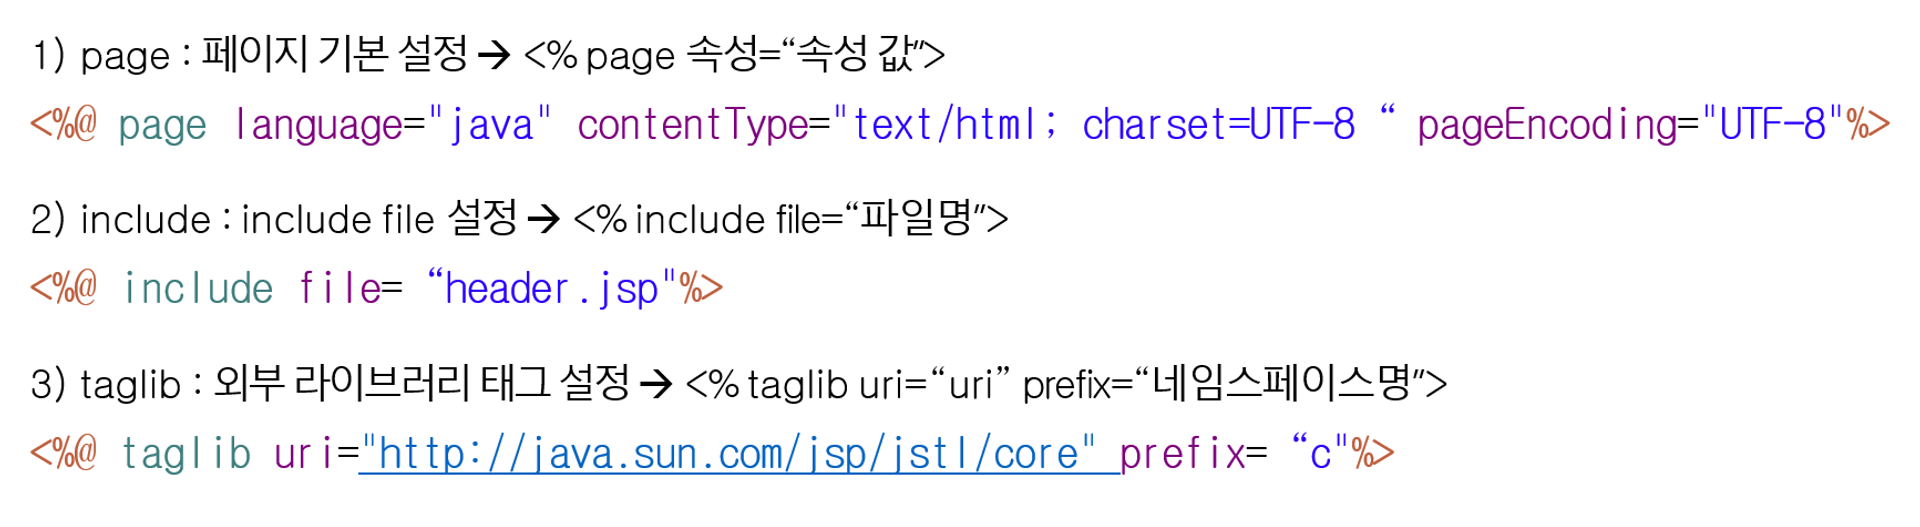 1) page : 페이지 기본 설정 → <% page 속성=“속성 값”>
<%@ page language="java" contentType="text/html; charset=UTF-8 “ pageEncoding="UTF-8"%>
2) include : include file 설정 → <% include file=“파일명”>
<%@ include file= “header.jsp"%>
3) taglib : 외부 라이브러리 태그 설정 → <% taglib uri=“uri” prefix=“네임스페이스명”>
<%@ taglib uri="http://java.sun.com/jsp/jstl/core" prefix= “c"%>